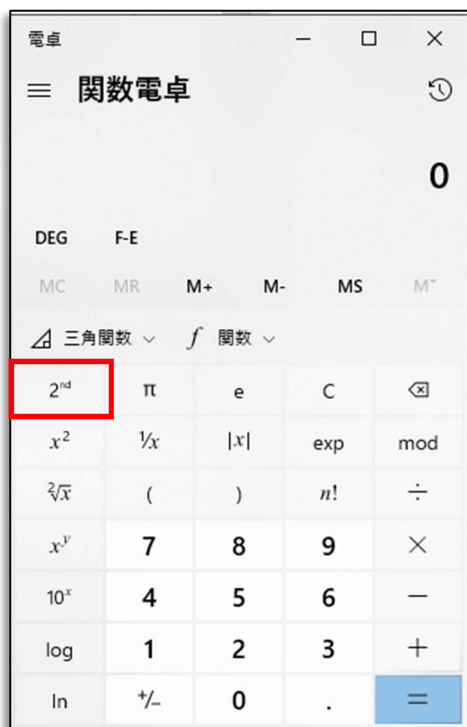 電卓
関数電卓
0
DEG F-E
MC MR M+ M- MS M˅
三角関数 f 関数
2ⁿᵈ π e C
x² ¹/x |x| exp mod
²√x ( ) n! ÷
xʸ 7 8 9 ×
10ˣ 4 5 6 −
log 1 2 3 +
ln +/− 0 . =